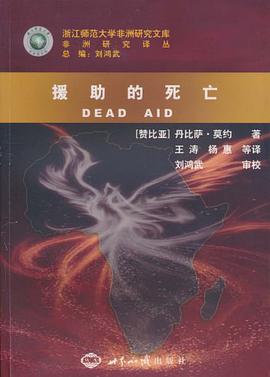 浙江师范大学非洲研究文库
非洲研究译丛
总编:刘鸿武
援助的死亡
DEAD AID
[赞比亚] 丹比萨·莫约 著
王涛 杨惠 等译
刘鸿武 审校
世界知识出版社